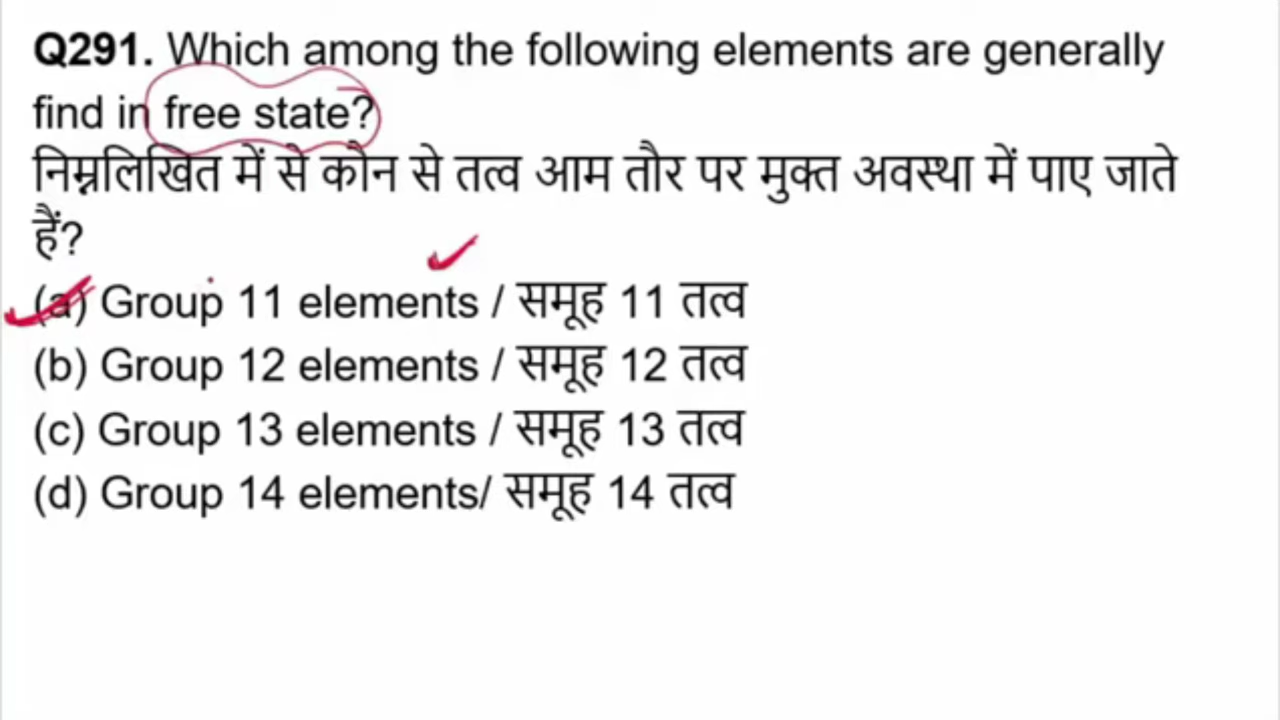 Q291. Which among the following elements are generally
find in free state?
निम्नलिखित में से कौन से तत्व आम तौर पर मुक्त अवस्था में पाए जाते
हैं?
(a) Group 11 elements / समूह 11 तत्व
(b) Group 12 elements / समूह 12 तत्व
(c) Group 13 elements / समूह 13 तत्व
(d) Group 14 elements/ समूह 14 तत्व